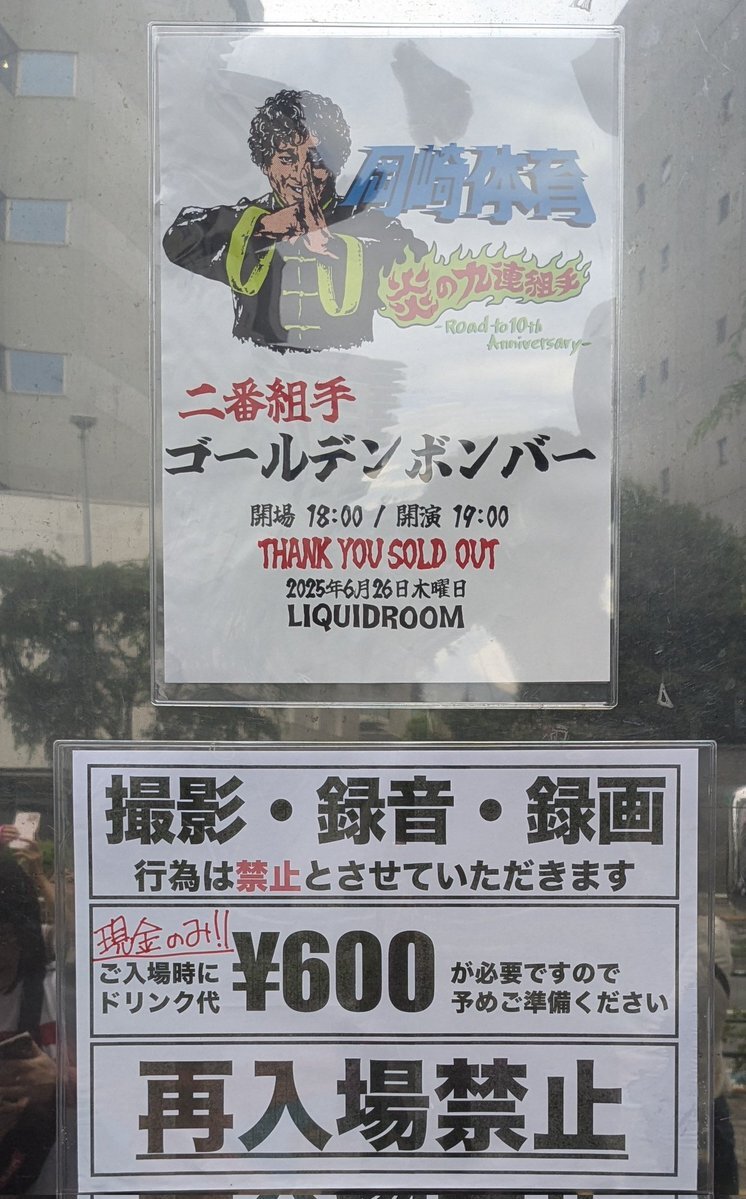 岡崎体育
炎の九連組手
-Road to 10th
Anniversary-
二番組手
ゴールデンボンバー
開場 18:00 / 開演 19:00
THANK YOU SOLD OUT
2025年6月26日木曜日
LIQUIDROOM
撮影・録音・録画
行為は禁止とさせていただきます
現金のみ!!
ご入場時に
ドリンク代
¥600
が必要ですので
予めご準備ください
再入場禁止